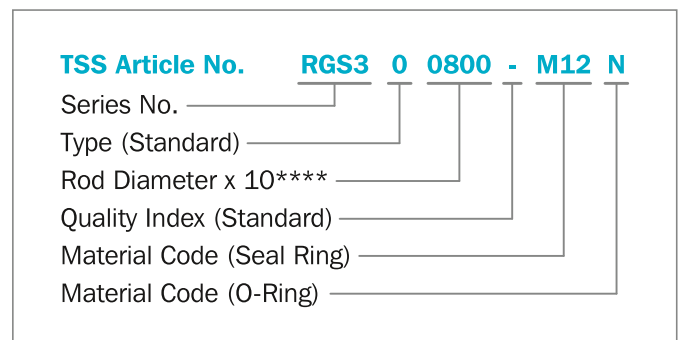 TSS Article No. RGS3 0 0800 - M12 N
Series No.
Type (Standard)
Rod Diameter x 10****
Quality Index (Standard)
Material Code (Seal Ring)
Material Code (O-Ring)